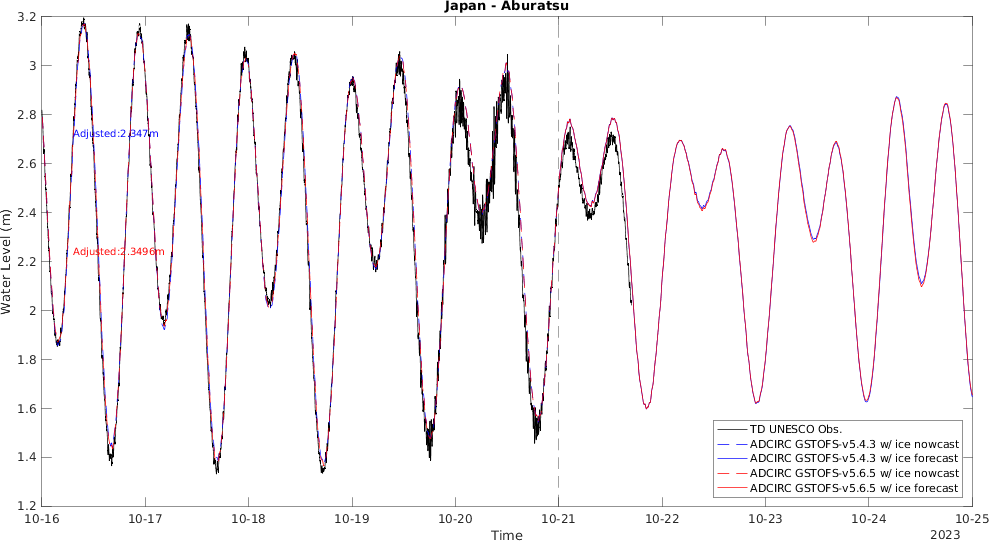 Japan - Aburatsu
3.2
3
2.8
2.6
2.4
2.2
2
1.8
1.6
1.4
1.2
Water Level (m)
Adjusted:2.347m
Adjusted:2.3496m
TD UNESCO Obs.
ADCIRC GSTOFS-v5.4.3 w/ ice nowcast
ADCIRC GSTOFS-v5.4.3 w/ ice forecast
ADCIRC GSTOFS-v5.6.5 w/ ice nowcast
ADCIRC GSTOFS-v5.6.5 w/ ice forecast
10-16 10-17 10-18 10-19 10-20 10-21 10-22 10-23 10-24 10-25
Time
2023